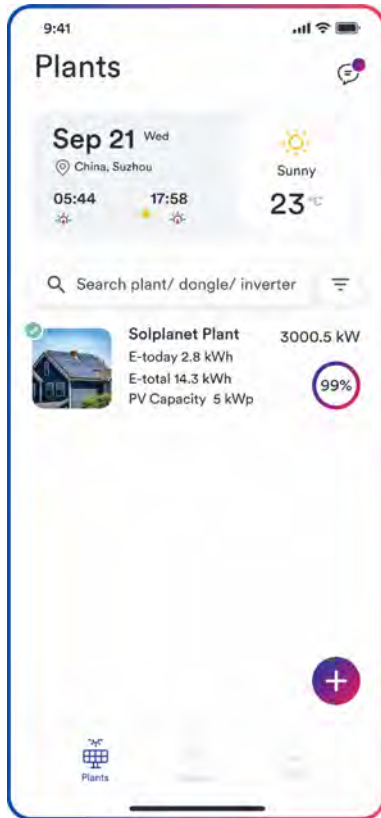 9:41
Plants
Sep 21 Wed
China, Suzhou
Sunny
05:44 17:58
23 °C
Search plant/ dongle/ inverter
Solplanet Plant 3000.5 kW
E-today 2.8 kWh
E-total 14.3 kWh
99%
PV Capacity 5 kWp
Plants